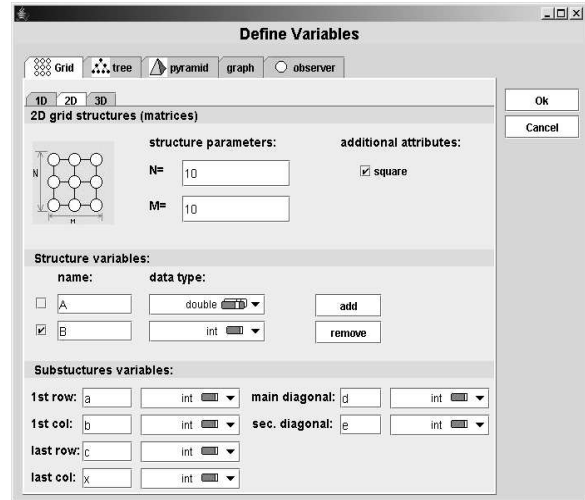 Define Variables
Grid tree pyramid graph observer
1D 2D 3D
Ok
2D grid structures (matrices)
Cancel
structure parameters: additional attributes:
N
M
N= 10
square
M= 10
Structure variables:
name: data type:
A double add
B int remove
Substuctures variables:
1st row: a int main diagonal: d int
1st col: b int sec. diagonal: e int
last row: c int
last col: x int